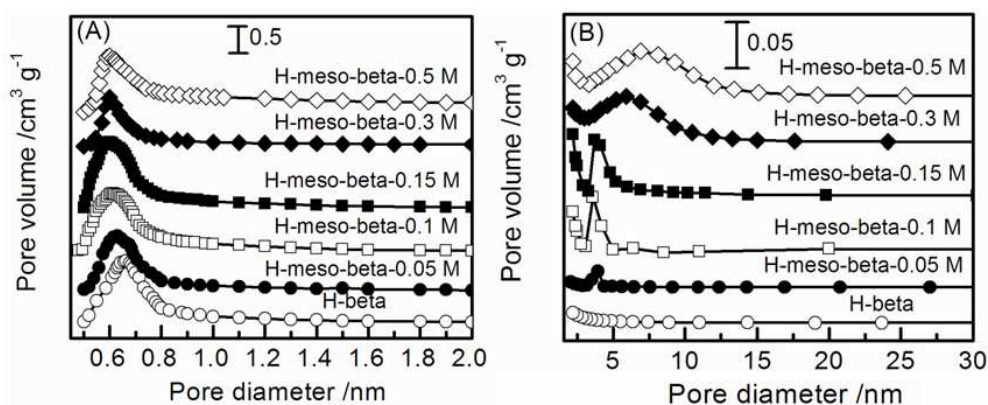 (A)
0.5
H-meso-beta-0.5 M
H-meso-beta-0.3 M
H-meso-beta-0.15 M
H-meso-beta-0.1 M
H-meso-beta-0.05 M
H-beta
Pore volume /cm³ g⁻¹
0.6 0.8 1.0 1.2 1.4 1.6 1.8 2.0
Pore diameter /nm
(B)
0.05
H-meso-beta-0.5 M
H-meso-beta-0.3 M
H-meso-beta-0.15 M
H-meso-beta-0.1 M
H-meso-beta-0.05 M
H-beta
Pore volume /cm³ g⁻¹
5 10 15 20 25 30
Pore diameter /nm